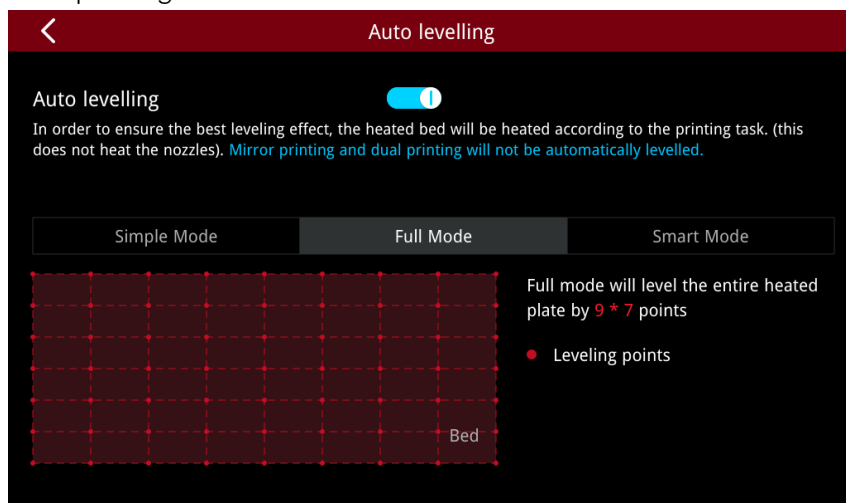 Auto levelling
Auto levelling
In order to ensure the best leveling effect, the heated bed will be heated according to the printing task. (this
does not heat the nozzles). Mirror printing and dual printing will not be automatically levelled.
Simple Mode
Full Mode
Smart Mode
Full mode will level the entire heated
plate by 9 * 7 points
Leveling points
Bed